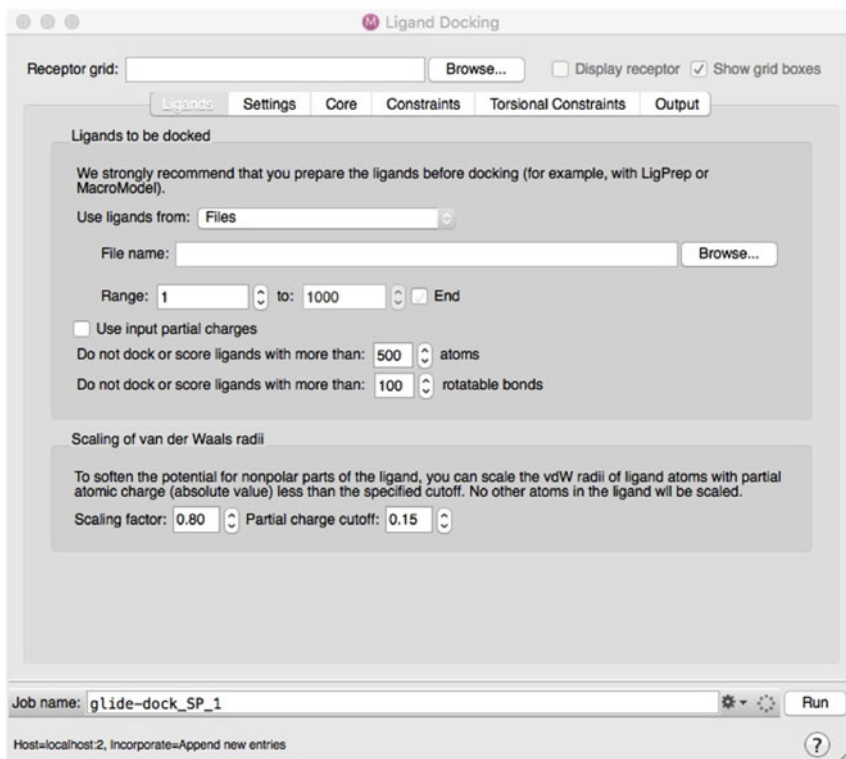 Ligand Docking
Receptor grid: Browse... Display receptor Show grid boxes
Ligands Settings Core Constraints Torsional Constraints Output
Ligands to be docked
We strongly recommend that you prepare the ligands before docking (for example, with LigPrep or
MacroModel).
Use ligands from: Files
File name: Browse...
Range: 1 to: 1000 End
Use input partial charges
Do not dock or score ligands with more than: 500 atoms
Do not dock or score ligands with more than: 100 rotatable bonds
Scaling of van der Waals radii
To soften the potential for nonpolar parts of the ligand, you can scale the vdW radii of ligand atoms with partial
atomic charge (absolute value) less than the specified cutoff. No other atoms in the ligand will be scaled.
Scaling factor: 0.80 Partial charge cutoff: 0.15
Job name: glide-dock_SP_1 Run
Host=localhost:2, Incorporate=Append new entries ?